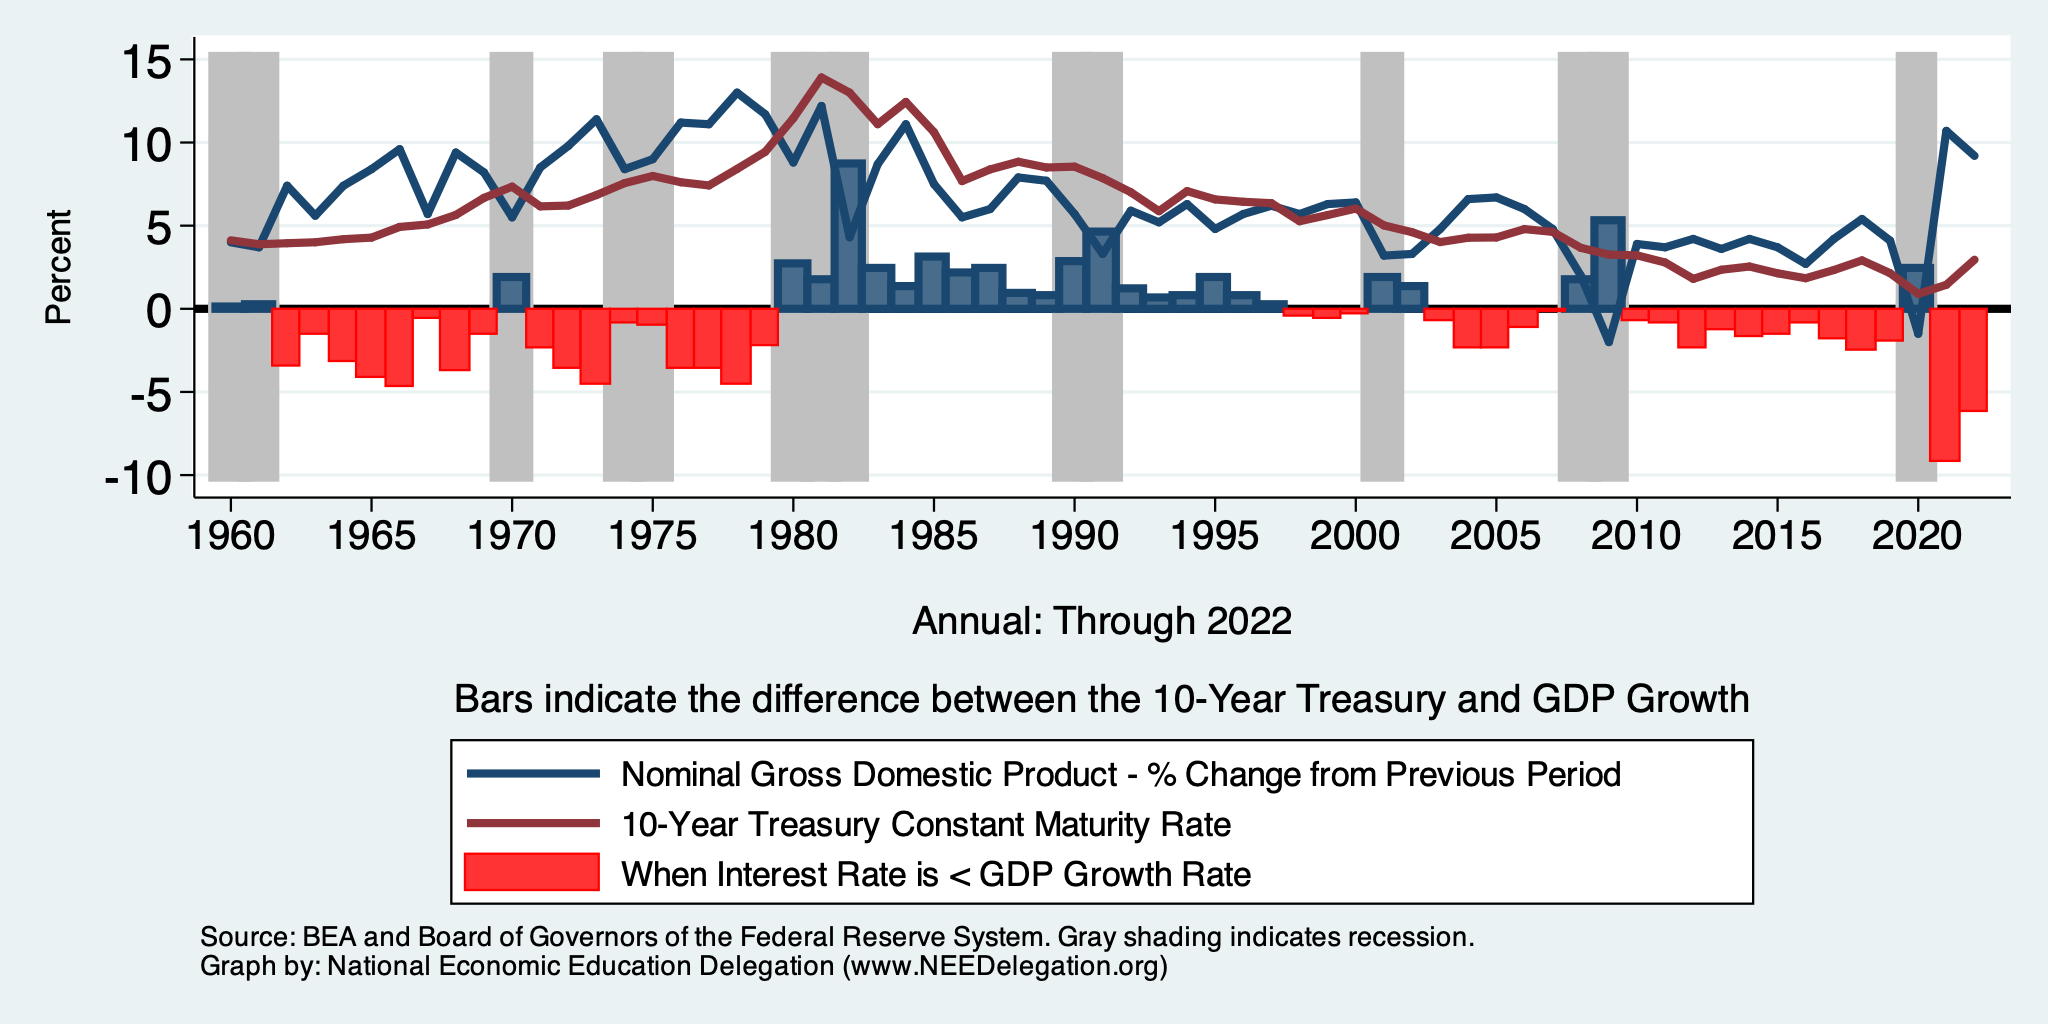 15
10
5
0
-5
-10
Percent
1960 1965 1970 1975 1980 1985 1990 1995 2000 2005 2010 2015 2020
Annual: Through 2022
Bars indicate the difference between the 10-Year Treasury and GDP Growth
Nominal Gross Domestic Product - % Change from Previous Period
10-Year Treasury Constant Maturity Rate
When Interest Rate is < GDP Growth Rate
Source: BEA and Board of Governors of the Federal Reserve System. Gray shading indicates recession.
Graph by: National Economic Education Delegation (www.NEEDelegation.org)